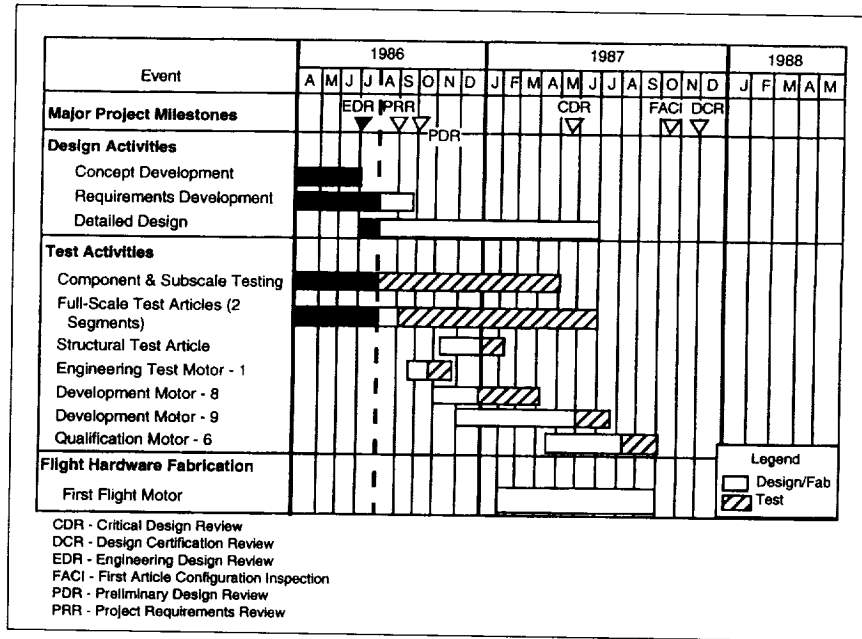 1986 1987 1988
Event
A M J J A S O N D J F M A M J J A S O N D J F M A M
Major Project Milestones
EDR PRR CDR FACI DCR
PDR
Design Activities
Concept Development
Requirements Development
Detailed Design
Test Activities
Component & Subscale Testing
Full-Scale Test Articles (2
Segments)
Structural Test Article
Engineering Test Motor - 1
Development Motor - 8
Development Motor - 9
Qualification Motor - 6
Flight Hardware Fabrication
First Flight Motor
Legend
Design/Fab
Test
CDR - Critical Design Review
DCR - Design Certification Review
EDR - Engineering Design Review
FACI - First Article Configuration Inspection
PDR - Preliminary Design Review
PRR - Project Requirements Review